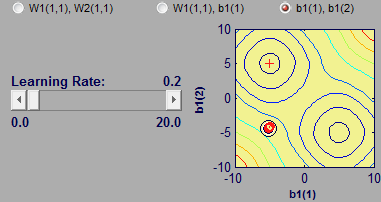 W1(1,1), W2(1,1) W1(1,1), b1(1) b1(1), b1(2)
Learning Rate: 0.2
0.0 20.0
10
5
0
-5
-10
b1(2)
-10 0 10
b1(1)